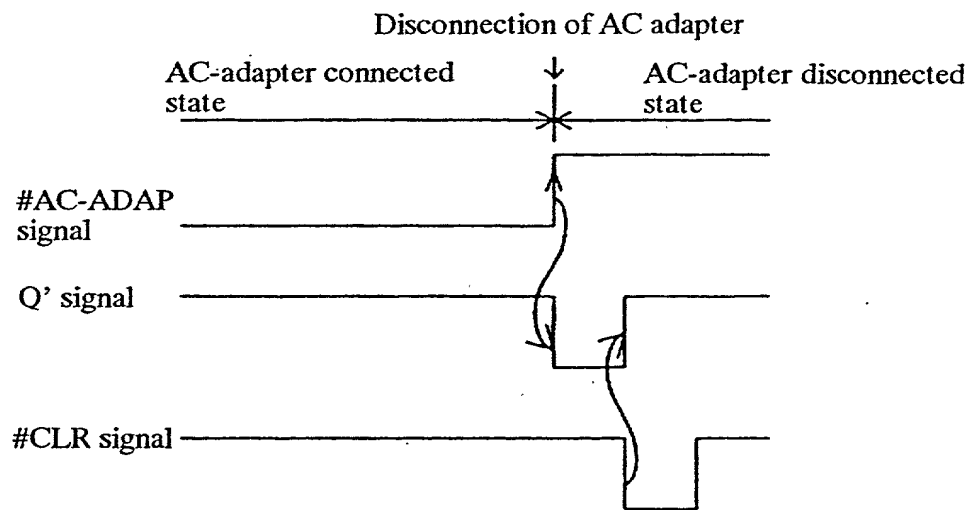 Disconnection of AC adapter
AC-adapter connected
state
AC-adapter disconnected
state
#AC-ADAP
signal
Q’ signal
#CLR signal